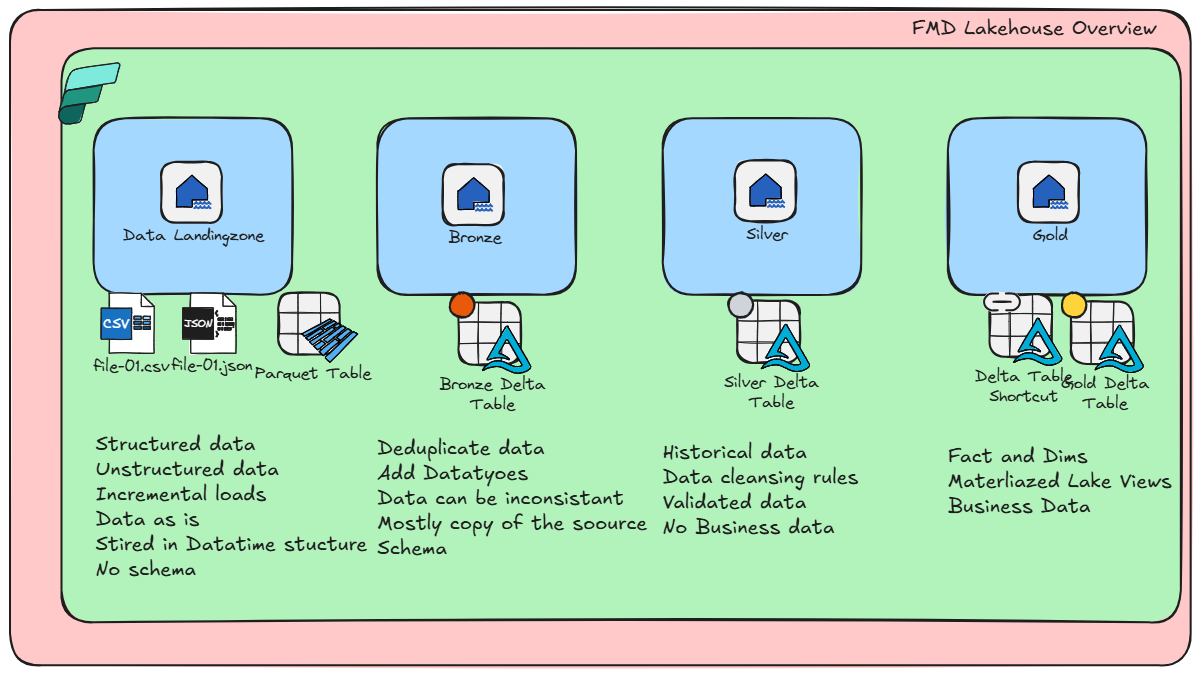 FMD Lakehouse Overview
Data Landingzone
Bronze
Silver
Gold
CSV
JSON
file-01.csv
file-01.json
Parquet Table
Bronze Delta
Table
Silver Delta
Table
Delta Table
Shortcut
Gold Delta
Table
Structured data
Unstructured data
Incremental loads
Data as is
Stired in Datatime stucture
No schema
Deduplicate data
Add Datatyoes
Data can be inconsistant
Mostly copy of the soource
Schema
Historical data
Data cleansing rules
Validated data
No Business data
Fact and Dims
Materliazed Lake Views
Business Data